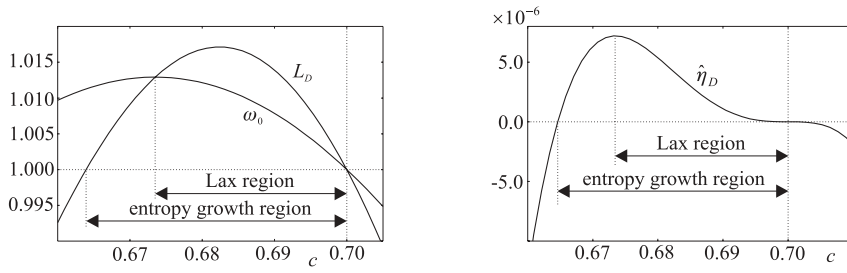 1.015
1.010
1.005
1.000
0.995
L_D
ω_0
Lax region
entropy growth region
0.67 0.68 0.69 0.70
c
×10^-6
5.0
0.0
-5.0
η̂_D
Lax region
entropy growth region
0.67 0.68 0.69 0.70
c